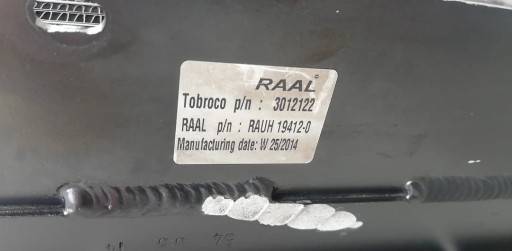 RAAL
Tobroco p/n : 3012122
RAAL p/n : RAUH 19412-0
Manufacturing date: W 25/2014